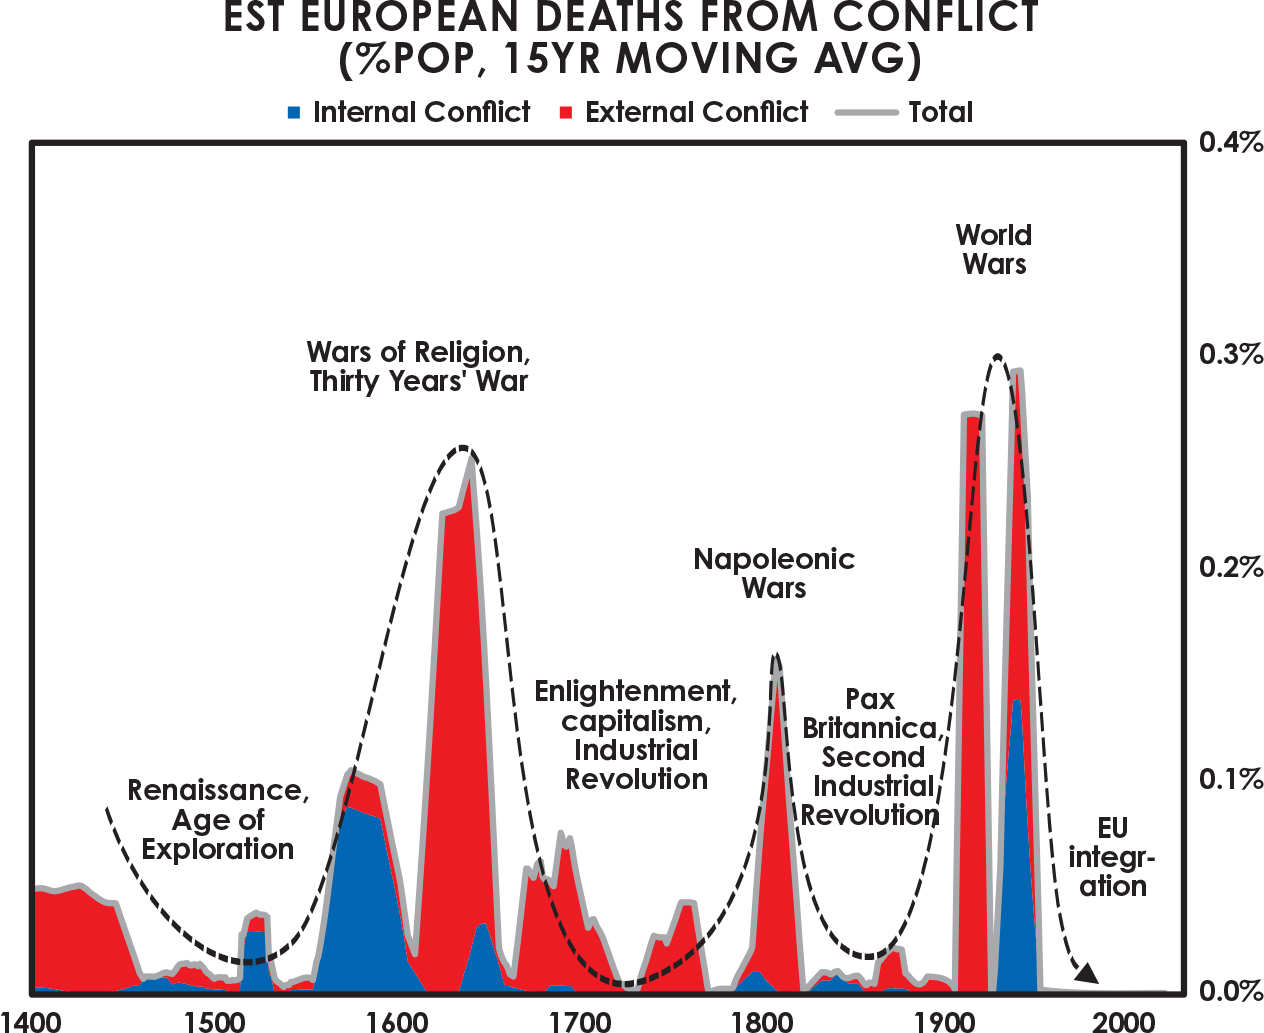 EST EUROPEAN DEATHS FROM CONFLICT
(%POP, 15YR MOVING AVG)
Internal Conflict External Conflict Total
0.4%
World
Wars
Wars of Religion,
Thirty Years' War
0.3%
Napoleonic
Wars
0.2%
Enlightenment,
capitalism,
Industrial
Revolution
Pax
Britannica,
Second
Industrial
Revolution
Renaissance,
Age of
Exploration
0.1%
EU
integr-
ation
0.0%
1400 1500 1600 1700 1800 1900 2000